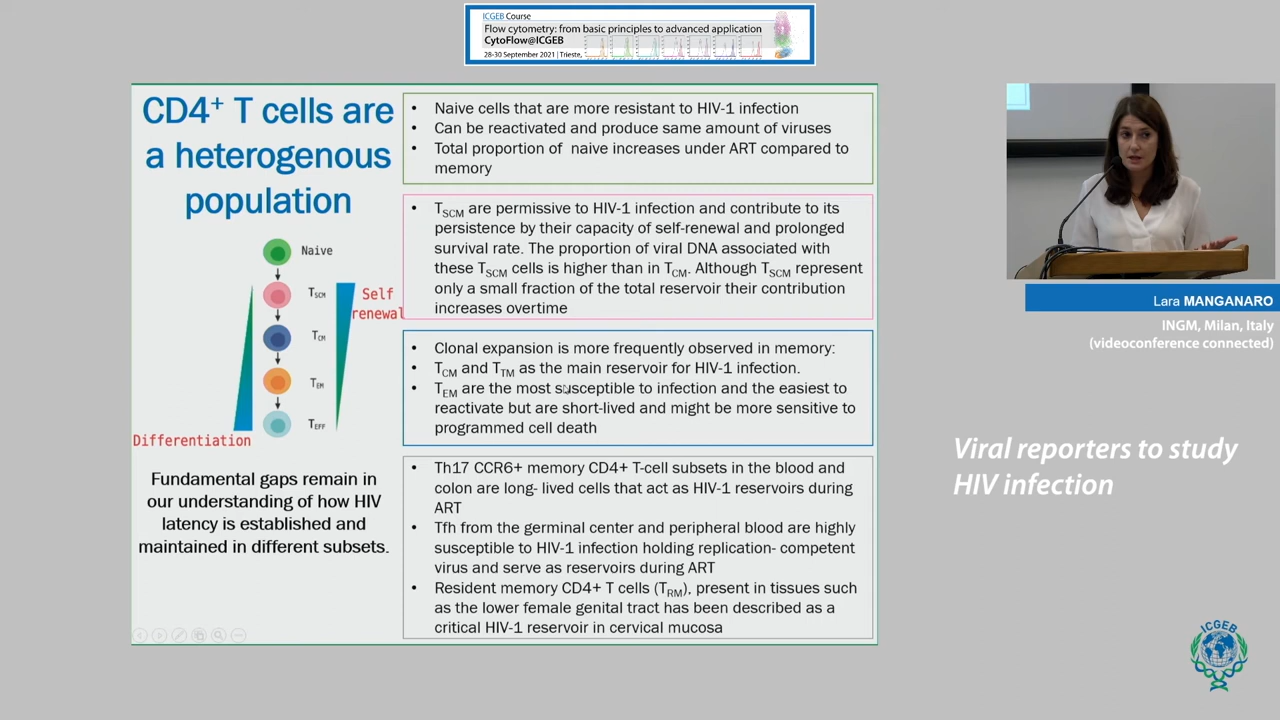 ICGEB Course
Flow cytometry: from basic principles to advanced application
CytoFlow@ICGEB
28-30 September 2021 | Trieste,
CD4⁺ T cells are
a heterogenous
population
Naive
T_SCM
T_CM
T_EM
T_EFF
Self
renewal
Differentiation
Fundamental gaps remain in
our understanding of how HIV
latency is established and
maintained in different subsets.
• Naive cells that are more resistant to HIV-1 infection
• Can be reactivated and produce same amount of viruses
• Total proportion of naive increases under ART compared to
memory
• T_SCM are permissive to HIV-1 infection and contribute to its
persistence by their capacity of self-renewal and prolonged
survival rate. The proportion of viral DNA associated with
these T_SCM cells is higher than in T_CM. Although T_SCM represent
only a small fraction of the total reservoir their contribution
increases overtime
• Clonal expansion is more frequently observed in memory:
• T_CM and T_TM as the main reservoir for HIV-1 infection.
• T_EM are the most susceptible to infection and the easiest to
reactivate but are short-lived and might be more sensitive to
programmed cell death
• Th17 CCR6+ memory CD4+ T-cell subsets in the blood and
colon are long- lived cells that act as HIV-1 reservoirs during
ART
• Tfh from the germinal center and peripheral blood are highly
susceptible to HIV-1 infection holding replication- competent
virus and serve as reservoirs during ART
• Resident memory CD4+ T cells (T_RM), present in tissues such
as the lower female genital tract has been described as a
critical HIV-1 reservoir in cervical mucosa
Lara MANGANARO
INGM, Milan, Italy
(videoconference connected)
Viral reporters to study
HIV infection
ICGEB